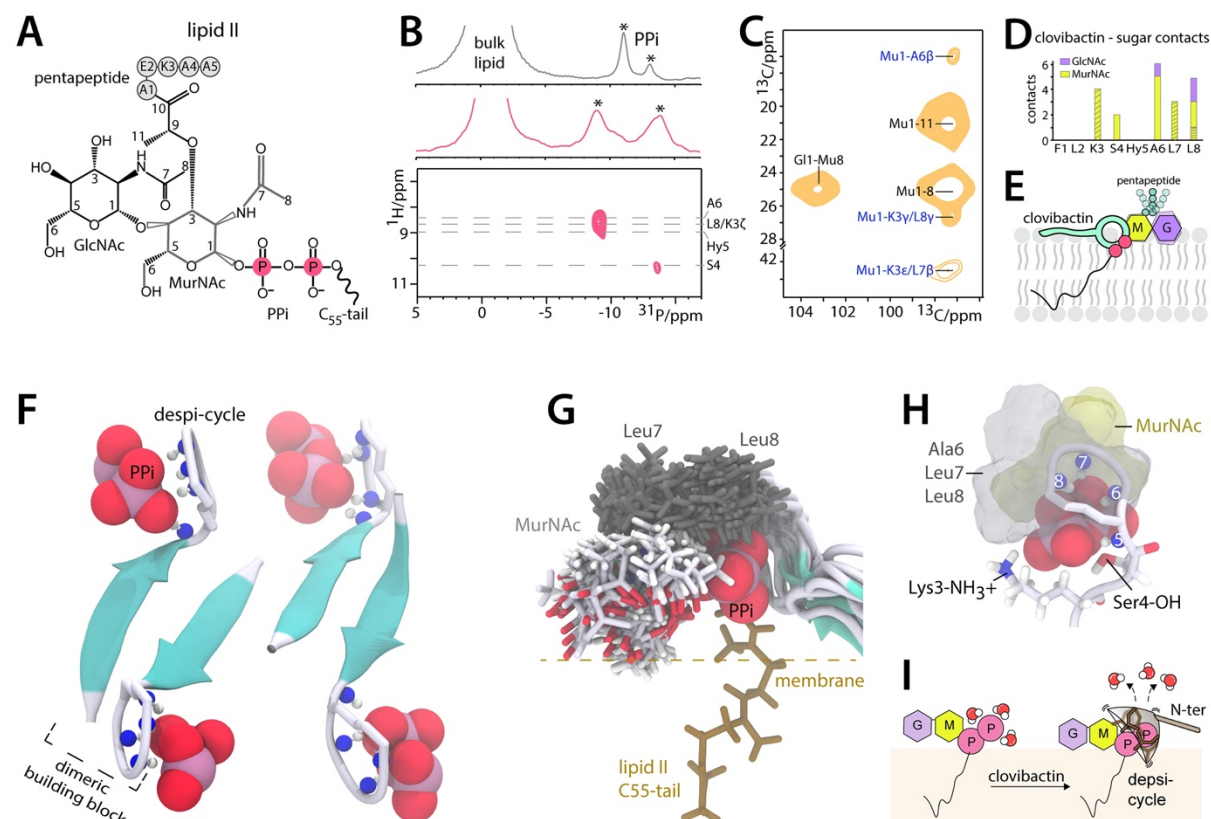 A
lipid II
pentapeptide
E2 K3 A4 A5
A1
10
9
11
O
OH
HO
HO
3
H
N
7
8
O
O
7
8
5
1
O
3
NH
6
OH
GlcNAc
5
1
6
OH
MurNAc
O P O P O
O⁻ O⁻
PPi
C55-tail
B
bulk
lipid
* PPi
*
* *
1H/ppm
9
11
A6
L8/K3ζ
Hy5
S4
5 0 -5 -10 31P/ppm
C
13C/ppm
20
22
24
26
28
42
Mu1-A6β
Mu1-11
Gl1-Mu8
Mu1-8
Mu1-K3γ/L8γ
Mu1-K3ε/L7β
104 102 100 13C/ppm
D
clovibactin - sugar contacts
GlcNAc
MurNAc
contacts
6
4
2
0
F1 L2 K3 S4 Hy5 A6 L7 L8
E
pentapeptide
clovibactin
M G
F
despi-cycle
PPi
dimeric
building block
G
Leu7
Leu8
MurNAc
PPi
membrane
lipid II
C55-tail
H
MurNAc
Ala6
Leu7
Leu8
7
8
6
5
Lys3-NH3+
Ser4-OH
I
G M P P
clovibactin
G M P P
N-ter
depsi-
cycle